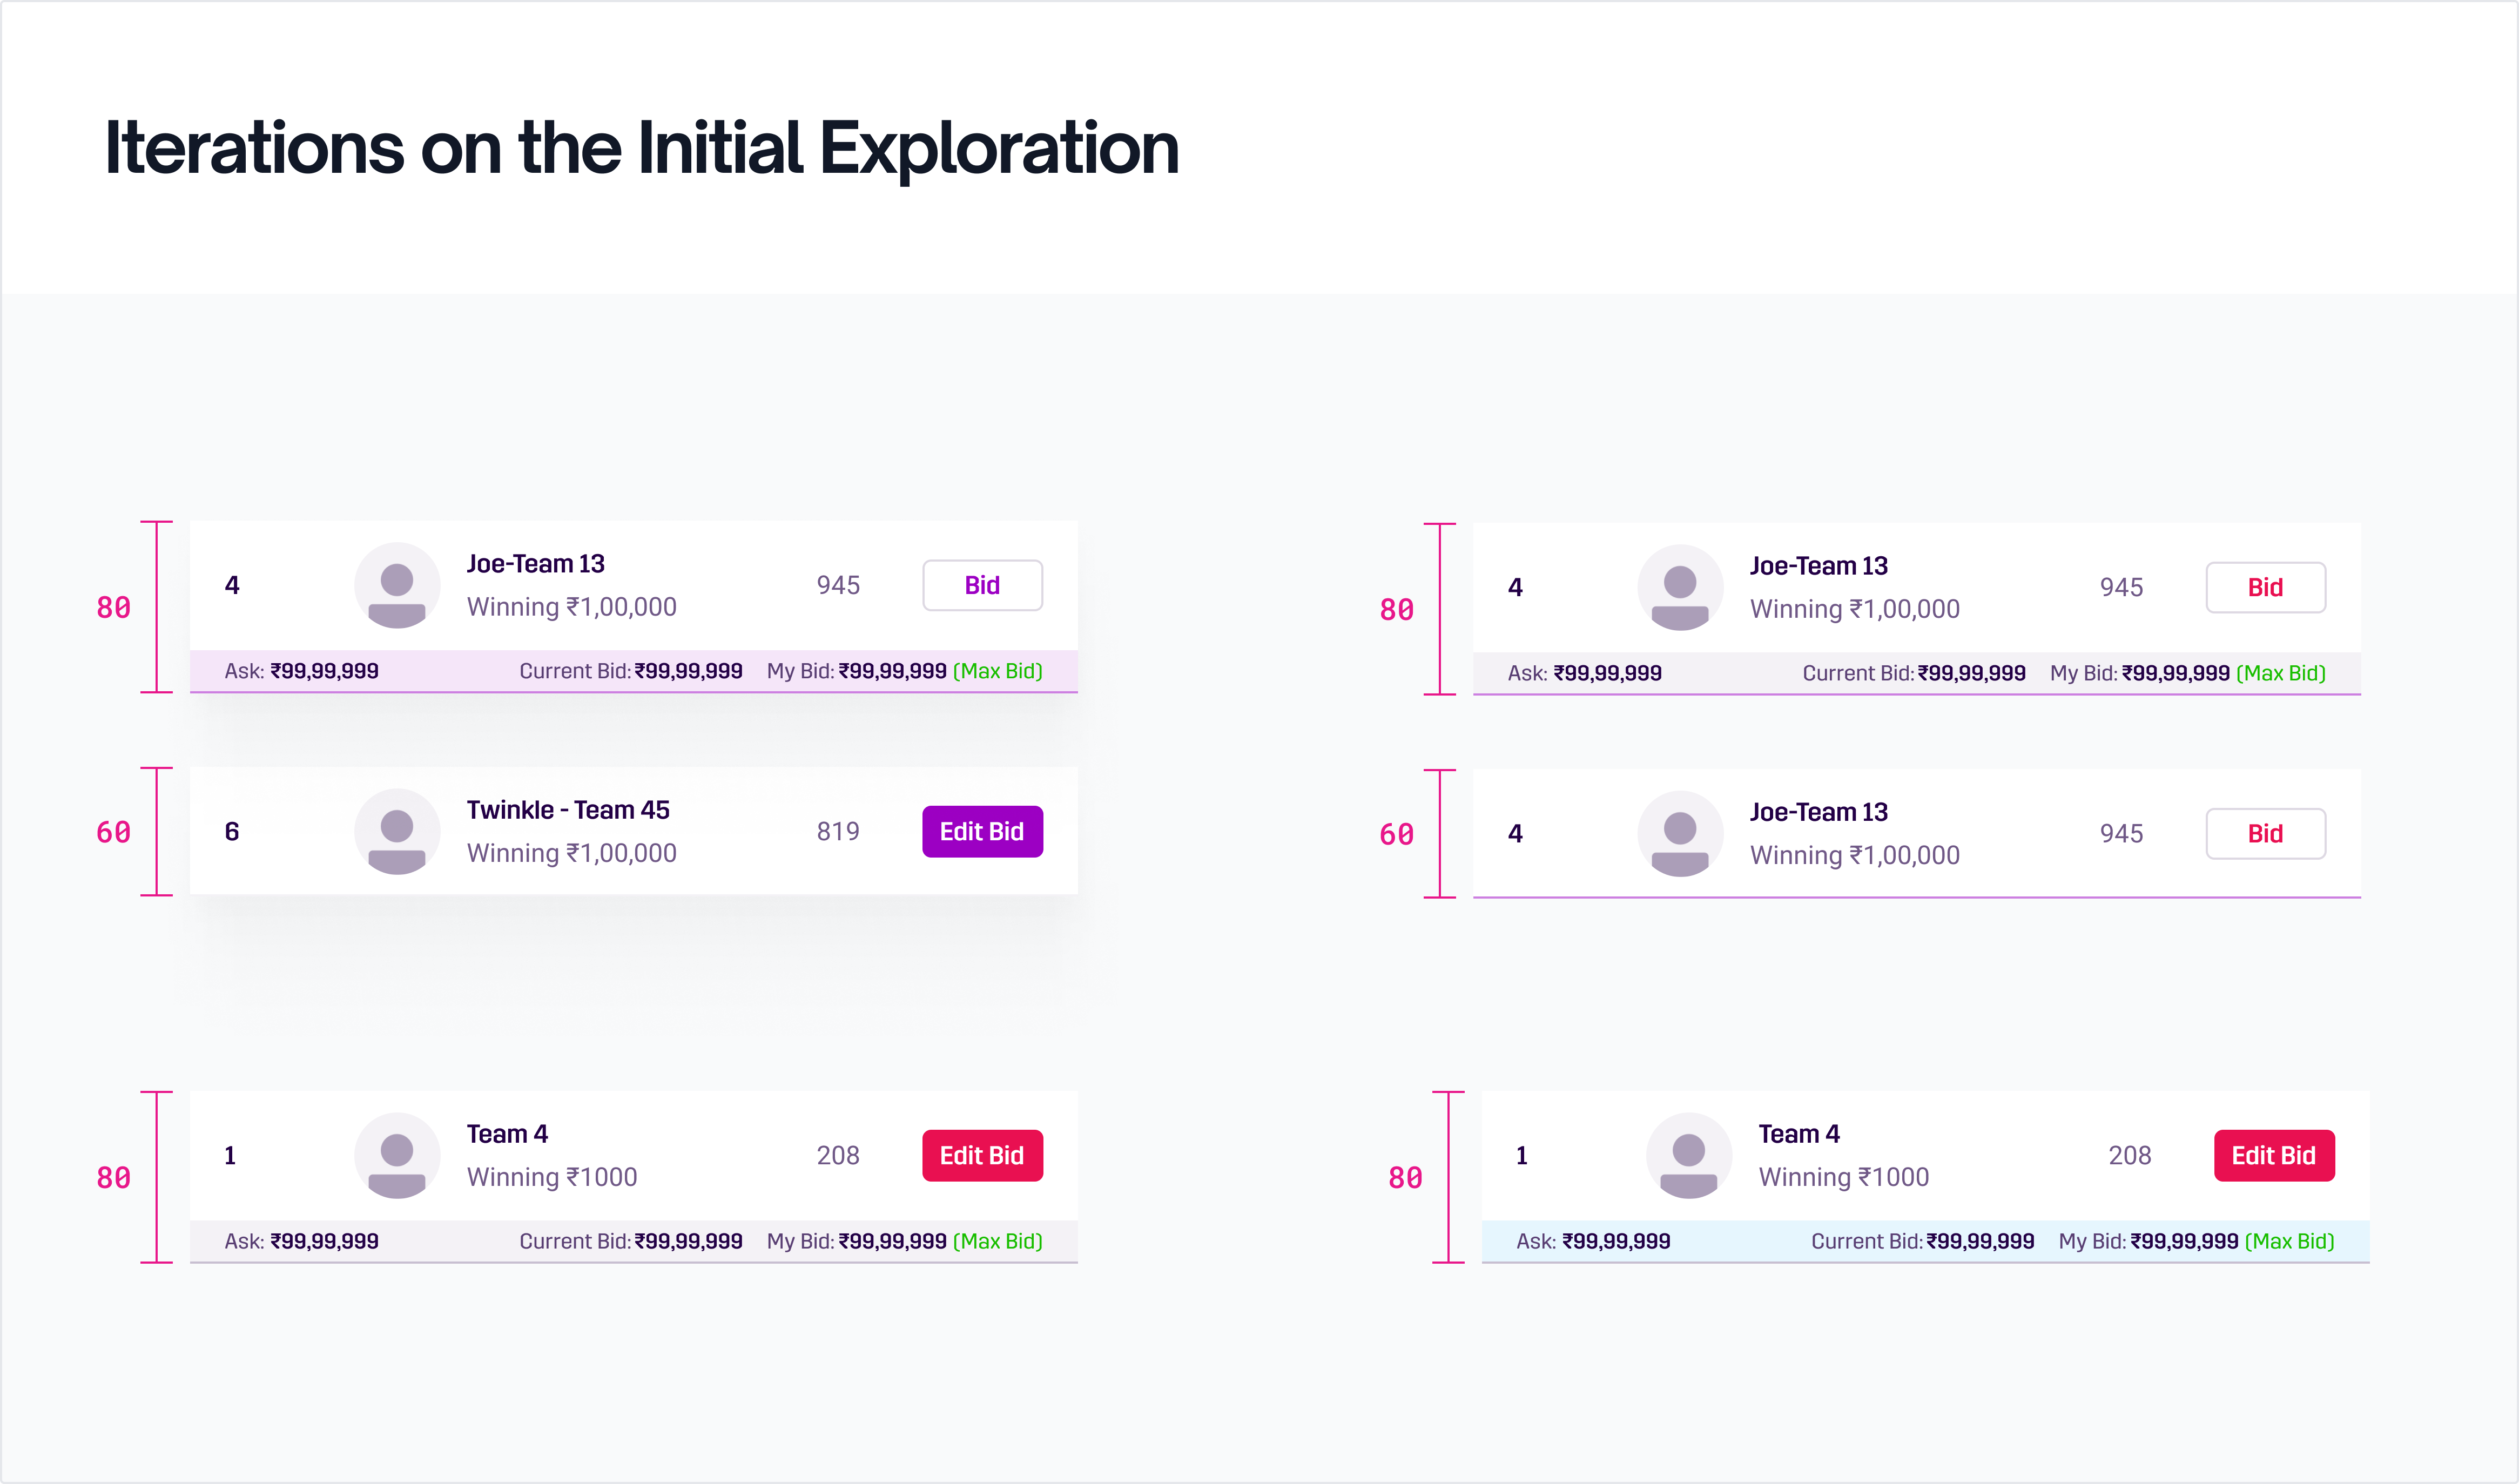 Iterations on the Initial Exploration
80
4
Joe-Team 13
Winning ₹1,00,000
945
Bid
Ask: ₹99,99,999
Current Bid: ₹99,99,999
My Bid: ₹99,99,999 (Max Bid)
60
6
Twinkle - Team 45
Winning ₹1,00,000
819
Edit Bid
80
1
Team 4
Winning ₹1000
208
Edit Bid
Ask: ₹99,99,999
Current Bid: ₹99,99,999
My Bid: ₹99,99,999 (Max Bid)
80
4
Joe-Team 13
Winning ₹1,00,000
945
Bid
Ask: ₹99,99,999
Current Bid: ₹99,99,999
My Bid: ₹99,99,999 (Max Bid)
60
4
Joe-Team 13
Winning ₹1,00,000
945
Bid
80
1
Team 4
Winning ₹1000
208
Edit Bid
Ask: ₹99,99,999
Current Bid: ₹99,99,999
My Bid: ₹99,99,999 (Max Bid)